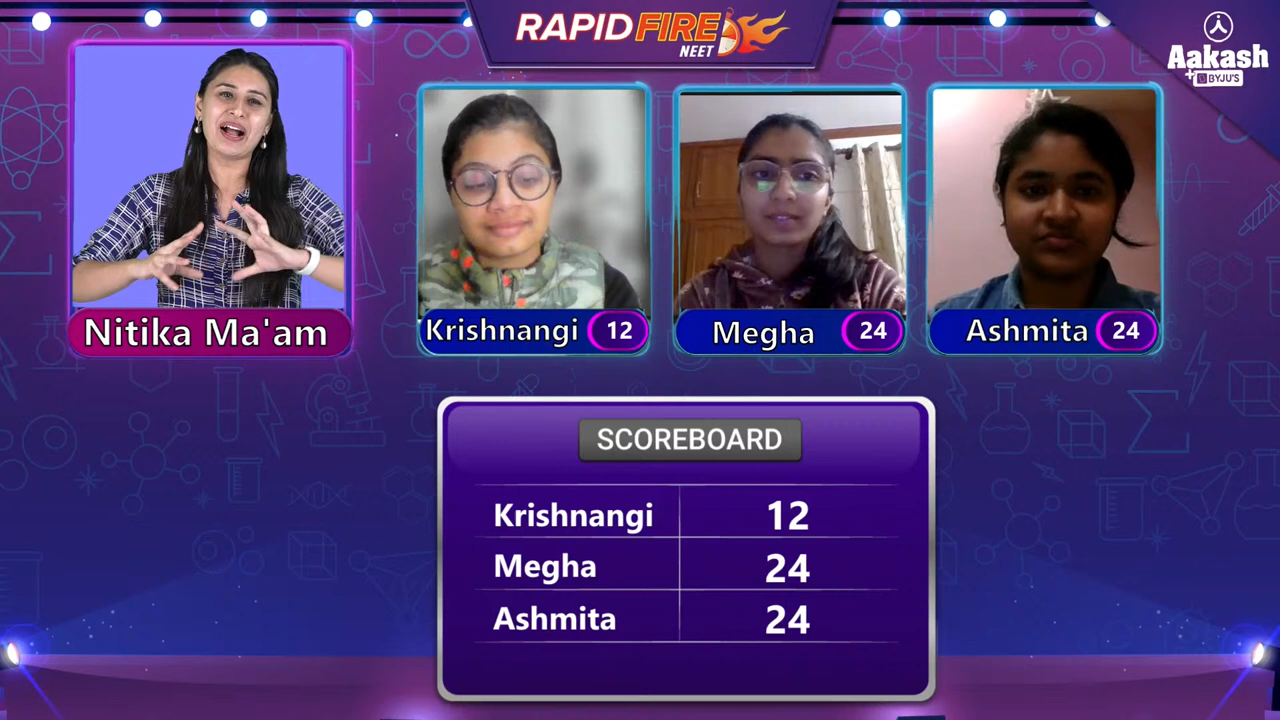 RAPID FIRE
NEET
Aakash
+ BYJU'S
Nitika Ma'am
Krishnangi 12
Megha 24
Ashmita 24
SCOREBOARD
Krishnangi 12
Megha 24
Ashmita 24